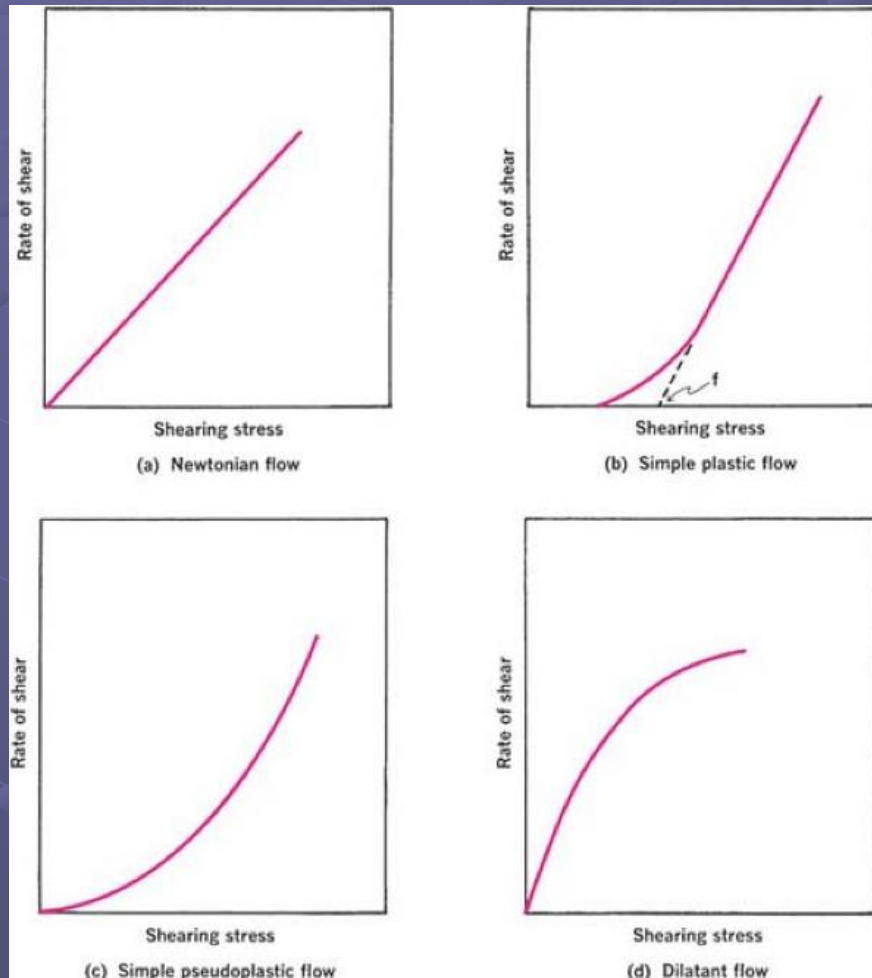 Rate of shear
Shearing stress
(a) Newtonian flow
Rate of shear
f
Shearing stress
(b) Simple plastic flow
Rate of shear
Shearing stress
(c) Simple pseudoplastic flow
Rate of shear
Shearing stress
(d) Dilatant flow